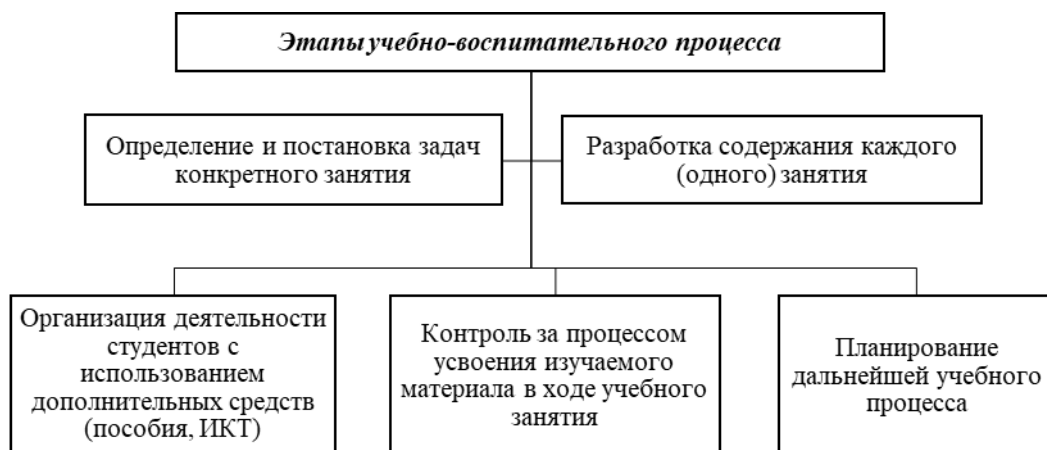 Этапы учебно-воспитательного процесса
Определение и постановка задач
конкретного занятия
Разработка содержания каждого
(одного) занятия
Организация деятельности
студентов с
использованием
дополнительных средств
(пособия, ИКТ)
Контроль за процессом
усвоения изучаемого
материала в ходе учебного
занятия
Планирование
дальнейшей учебного
процесса